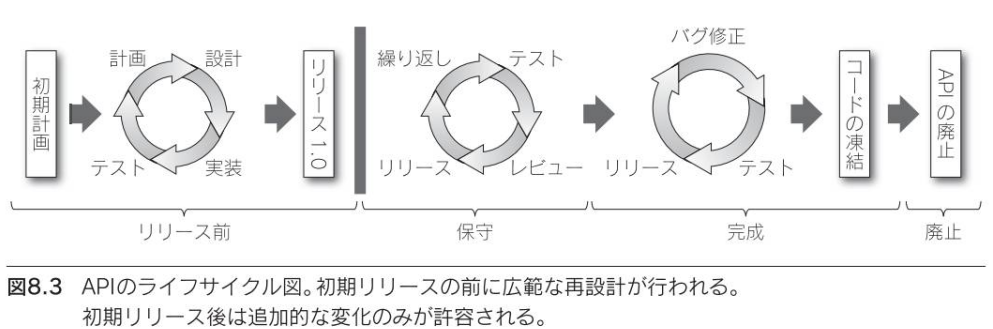 初期計画
計画
設計
実装
テスト
リリース1.0
繰り返し
テスト
レビュー
リリース
バグ修正
テスト
リリース
コードの凍結
APIの廃止
リリース前
保守
完成
廃止
図8.3 APIのライフサイクル図。初期リリースの前に広範な再設計が行われる。
初期リリース後は追加的な変化のみが許容される。